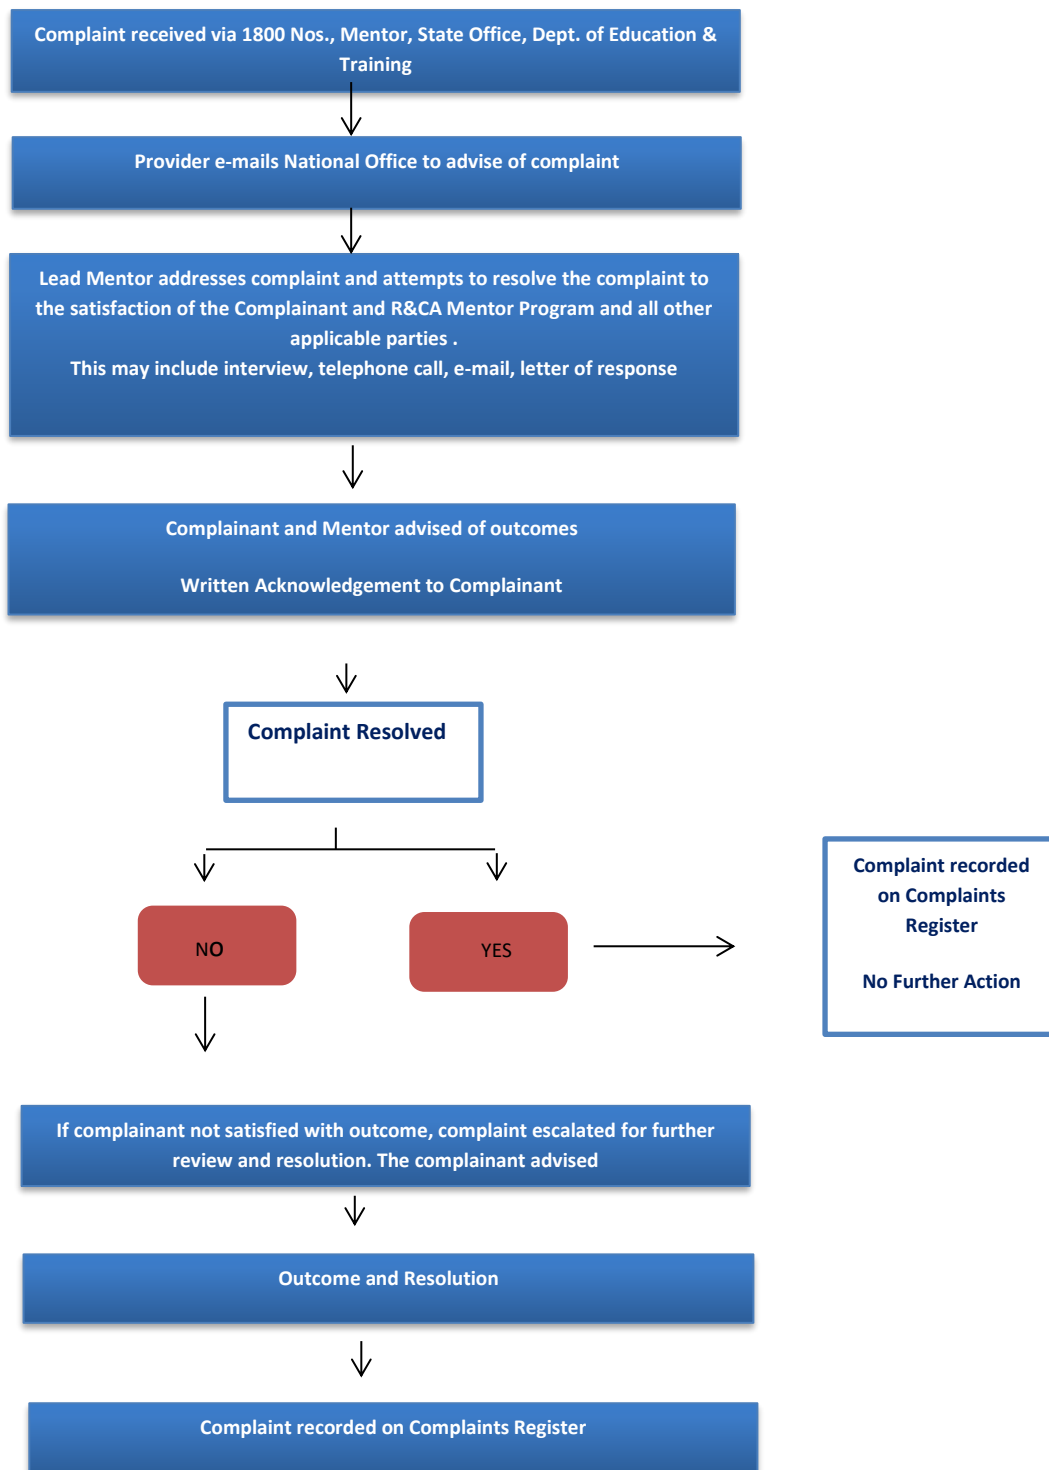 Complaint received via 1800 Nos., Mentor, State Office, Dept. of Education &
Training
Provider e-mails National Office to advise of complaint
Lead Mentor addresses complaint and attempts to resolve the complaint to
the satisfaction of the Complainant and R&CA Mentor Program and all other
applicable parties .
This may include interview, telephone call, e-mail, letter of response
Complainant and Mentor advised of outcomes
Written Acknowledgement to Complainant
Complaint Resolved
NO
YES
Complaint recorded
on Complaints
Register
No Further Action
If complainant not satisfied with outcome, complaint escalated for further
review and resolution. The complainant advised
Outcome and Resolution
Complaint recorded on Complaints Register